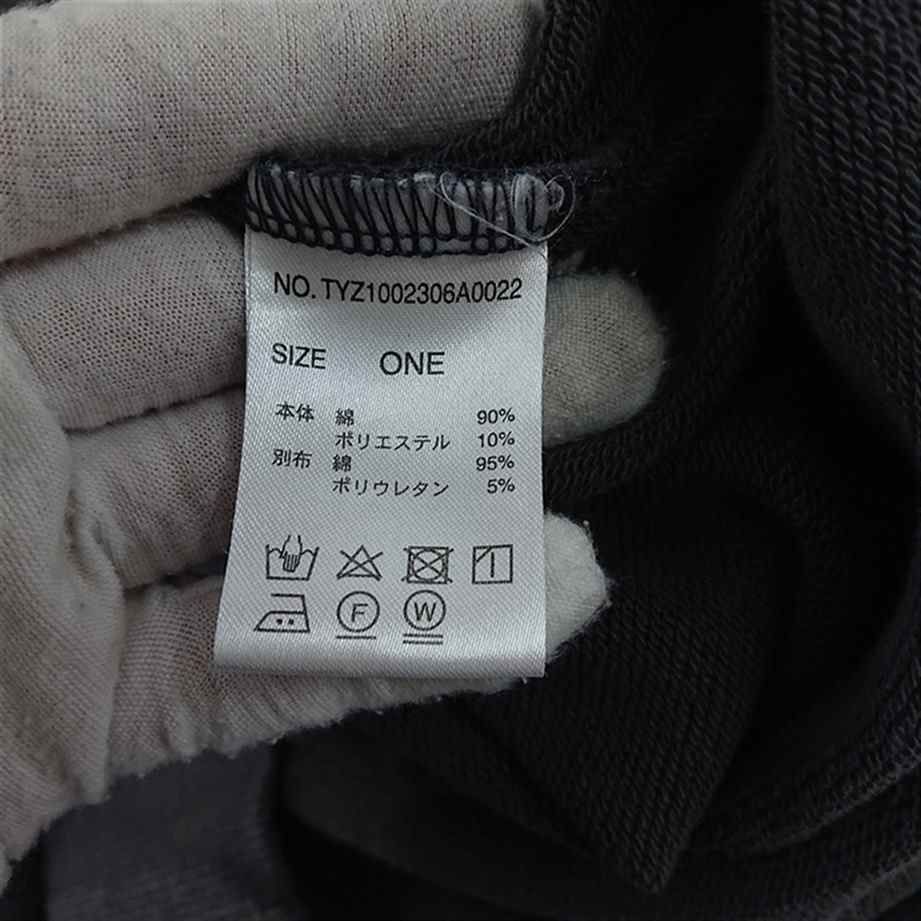 NO. TYZ1002306A0022
SIZE ONE
本体 綿 90%
ポリエステル 10%
別布 綿 95%
ポリウレタン 5%
F W